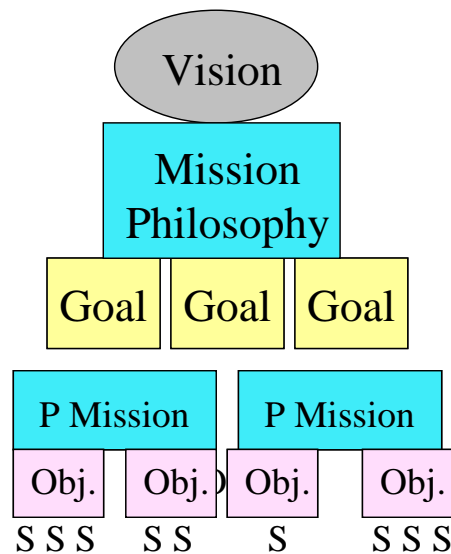 Vision
Mission
Philosophy
Goal Goal Goal
P Mission P Mission
Obj. Obj. Obj. Obj.
S S S S S S S S S